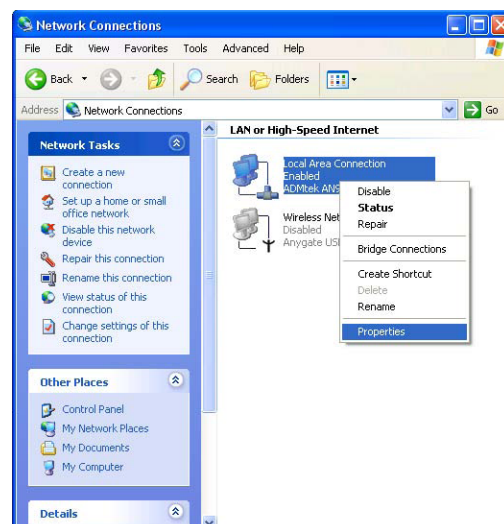 Network Connections
File Edit View Favorites Tools Advanced Help
Back Search Folders
Address Network Connections Go
Network Tasks
Create a new
connection
Set up a home or small
office network
Disable this network
device
Repair this connection
Rename this connection
View status of this
connection
Change settings of this
connection
Other Places
Control Panel
My Network Places
My Documents
My Computer
Details
LAN or High-Speed Internet
Local Area Connection
Enabled
ADMtek
Wireless
Disabled
Anygate
Disable
Status
Repair
Bridge Connections
Create Shortcut
Delete
Rename
Properties